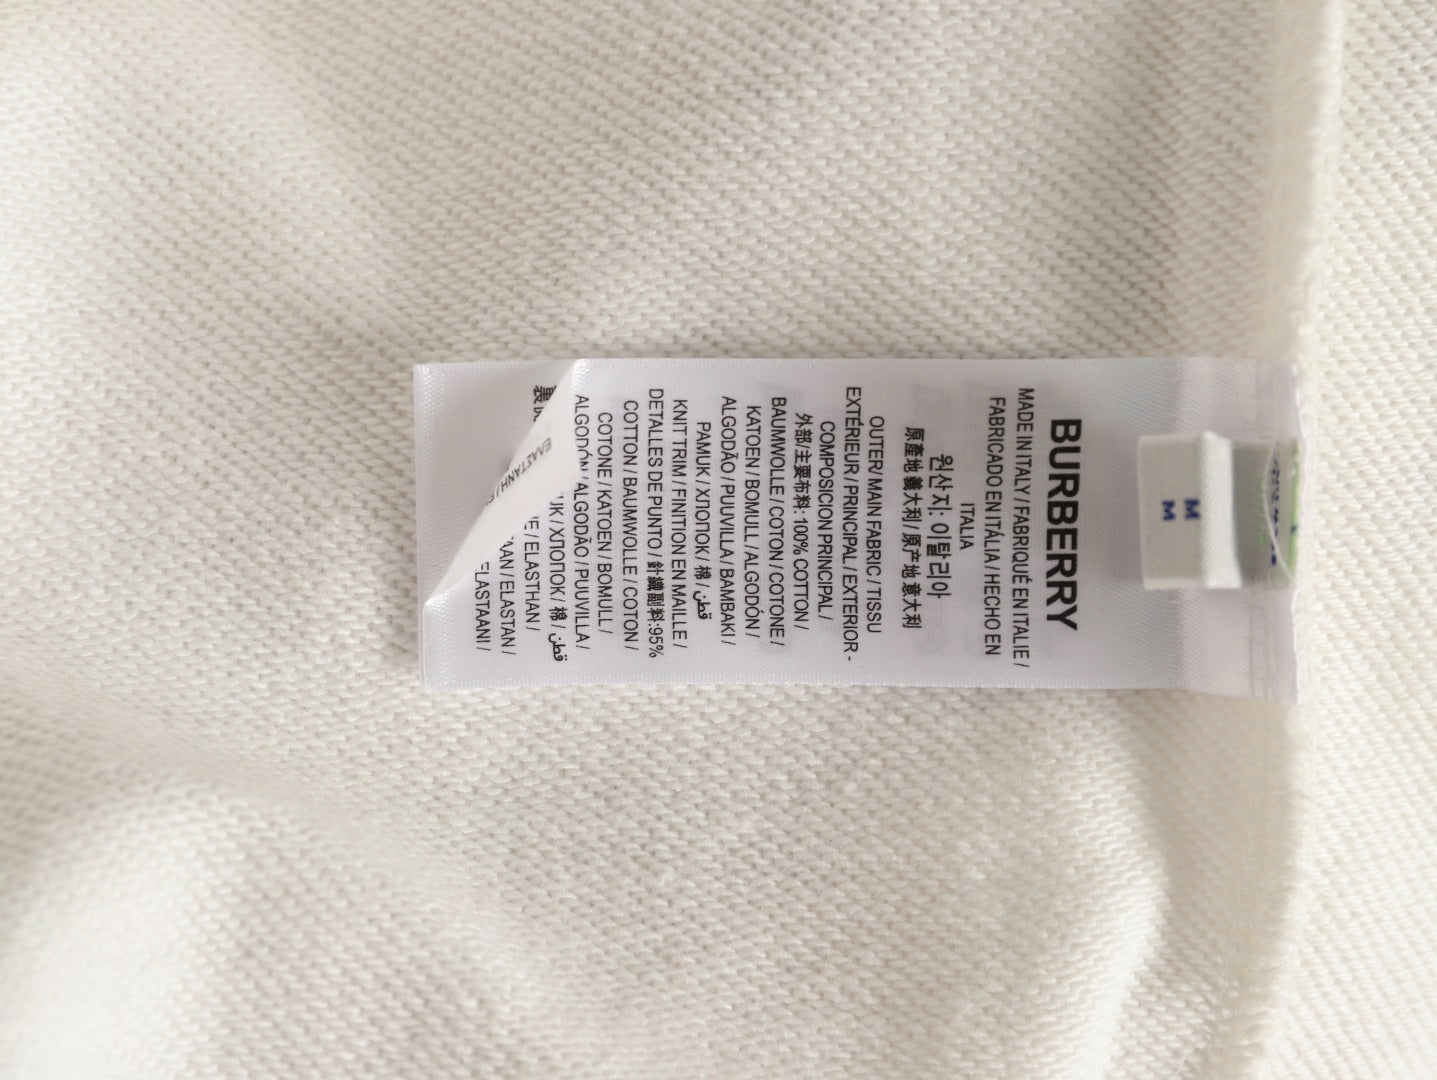 BURBERRY
MADE IN ITALY / FABRIQUÉ EN ITALIE /
FABRICADO EN ITÁLIA / HECHO EN
ITALIA
원산지: 이탈리아
原產地 義大利 / 原产地 意大利
OUTER/ MAIN FABRIC / TISSU
EXTÉRIEUR / PRINCIPAL / EXTERIOR -
COMPOSICION PRINCIPAL /
外部/主要布料: 100% COTTON /
BAUMWOLLE / COTON / COTONE /
KATOEN / BOMULL / ALGODÓN /
ALGODÃO / PUUVILLA / BAMBAKI /
PAMUK / ХЛОПОК / 棉 / قطن
KNIT TRIM / FINITION EN MAILLE /
DETALLES DE PUNTO / 針織副料:95%
COTTON / BAUMWOLLE / COTON /
COTONE / KATOEN / BOMULL /
ALGODÓN / ALGODÃO / PUUVILLA /
/ ХЛОПОК / 棉 / قطن
/ ELASTHAN /
/ ELASTAN /
ELASTAANI /
ΕΛΑΣΤΑΝΗ /
M
M